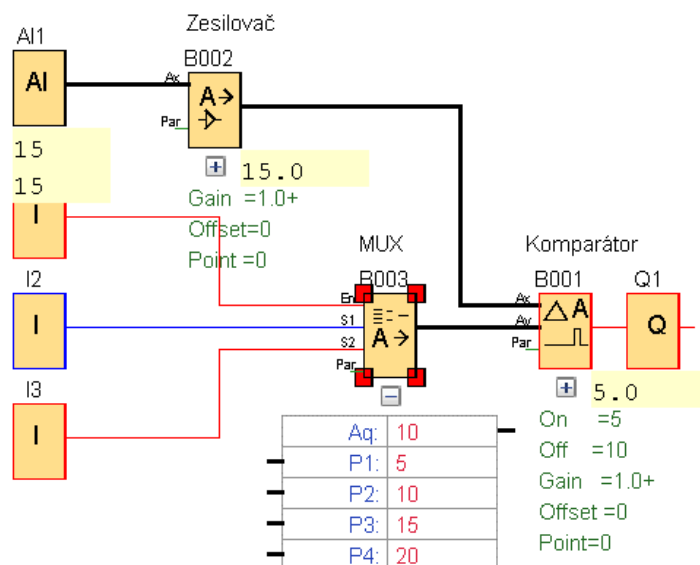 Zesilovač
AI1
B002
AI
Ax
A→
Par
15
15
15.0
Gain =1.0+
Offset=0
Point =0
I
MUX
Komparátor
I2
B003
B001
Q1
En
S1
S2
Par
A→
Ax
Ay
Par
Δ A
Q
I
I3
I
5.0
On =5
Off =10
Gain =1.0+
Offset =0
Point=0
Aq: 10
P1: 5
P2: 10
P3: 15
P4: 20